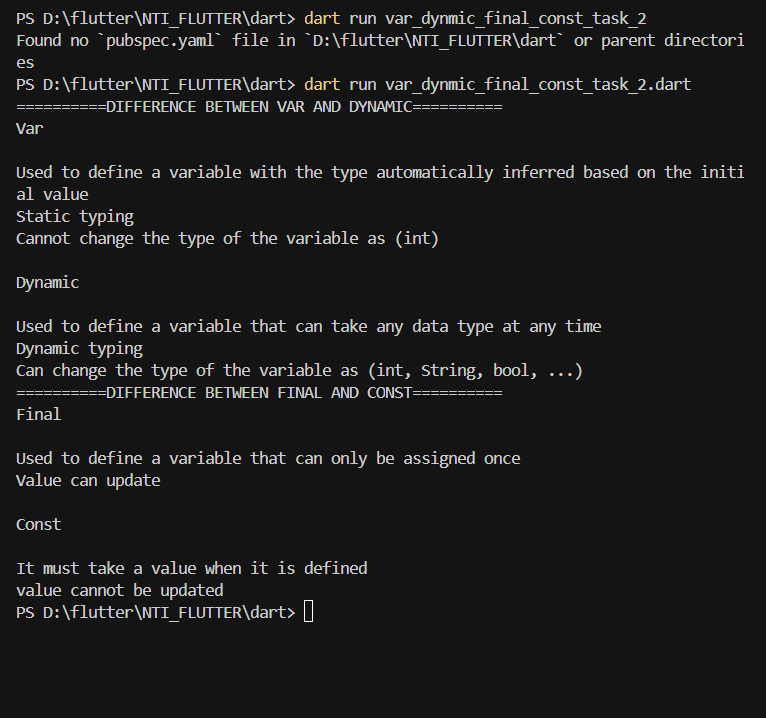 PS D:\flutter\NTI_FLUTTER\dart> dart run var_dynmic_final_const_task_2
Found no `pubspec.yaml` file in `D:\flutter\NTI_FLUTTER\dart` or parent directori
es
PS D:\flutter\NTI_FLUTTER\dart> dart run var_dynmic_final_const_task_2.dart
==========DIFFERENCE BETWEEN VAR AND DYNAMIC==========
Var
Used to define a variable with the type automatically inferred based on the initi
al value
Static typing
Cannot change the type of the variable as (int)
Dynamic
Used to define a variable that can take any data type at any time
Dynamic typing
Can change the type of the variable as (int, String, bool, ...)
==========DIFFERENCE BETWEEN FINAL AND CONST==========
Final
Used to define a variable that can only be assigned once
Value can update
Const
It must take a value when it is defined
value cannot be updated
PS D:\flutter\NTI_FLUTTER\dart>